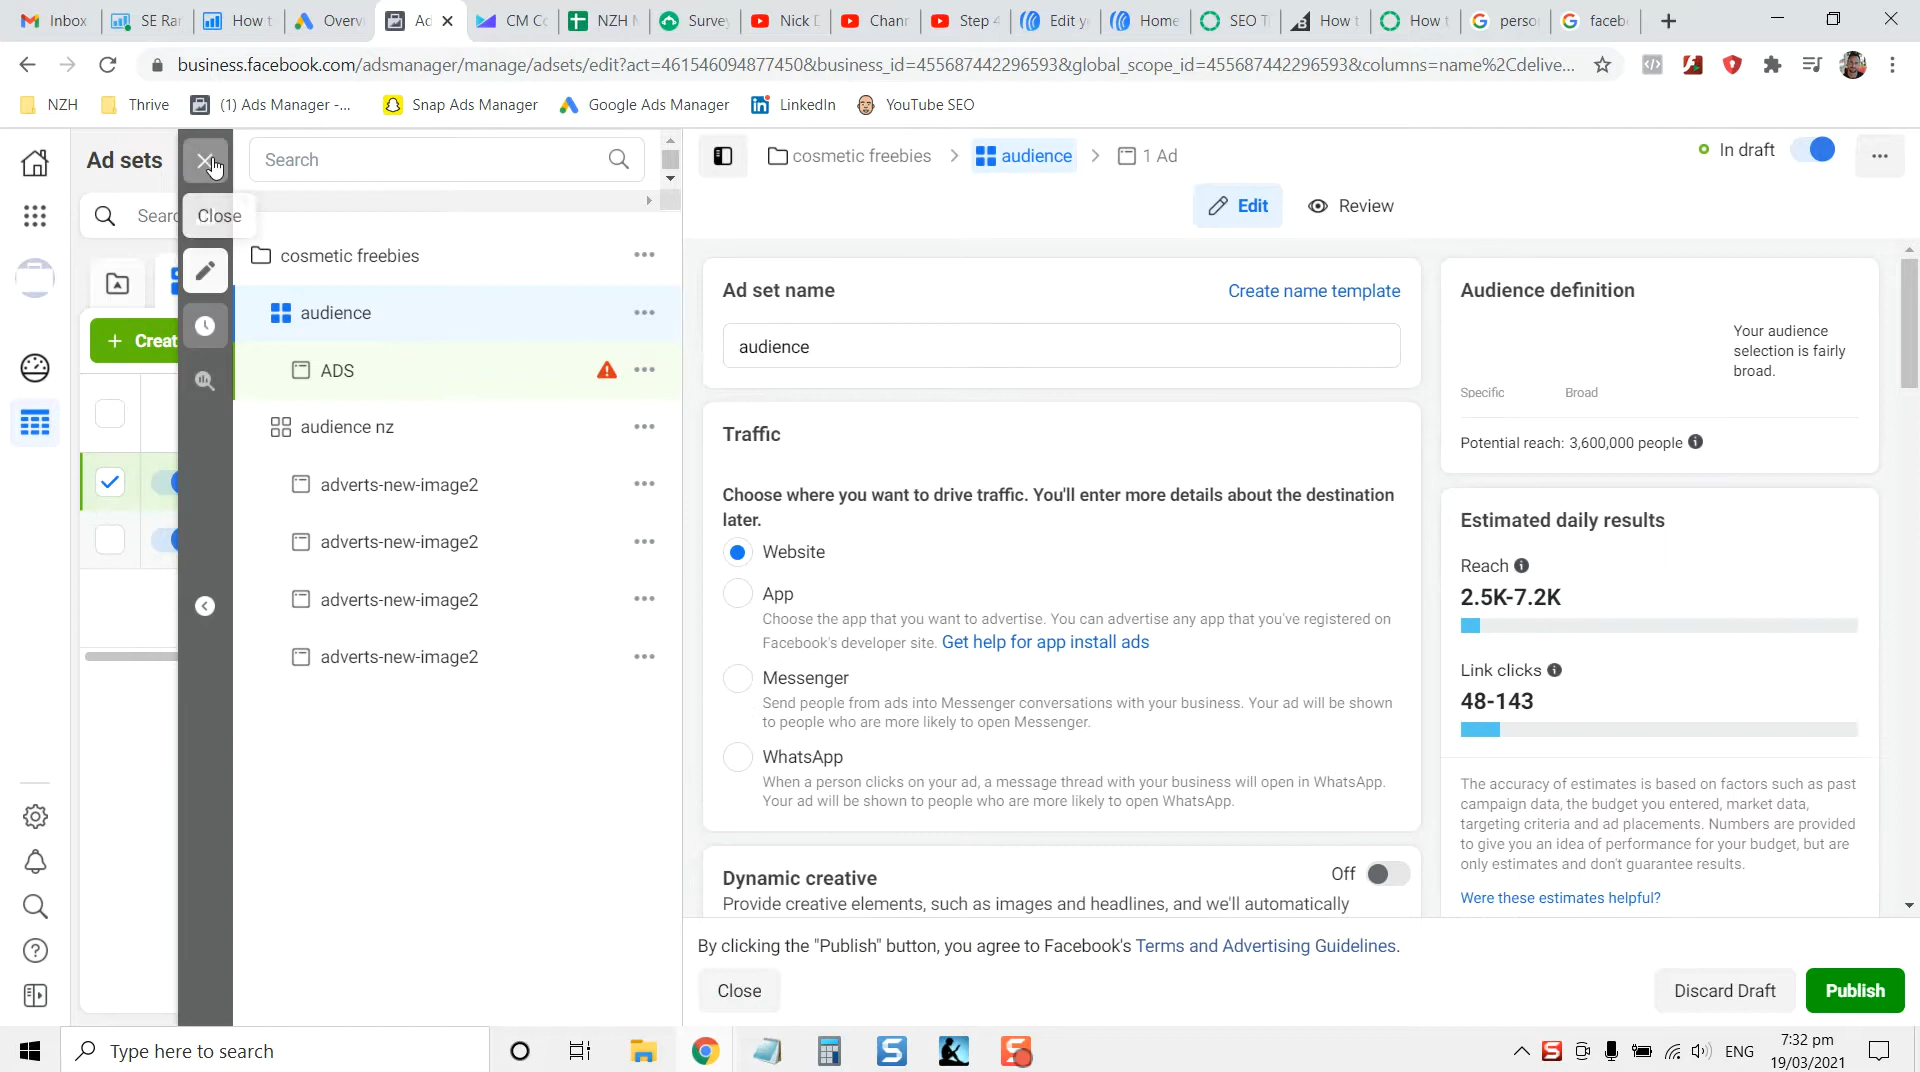 Inbox
SE Rar
How t
Overvi
Ad
CM Co
NZH M
Survey
Nick D
Chann
Step 4
Edit y
Home
SEO T
How t
How t
perso
faceb
business.facebook.com/adsmanager/manage/adsets/edit?act=461546094877450&business_id=455687442296593&global_scope_id=455687442296593&columns=name%2Cdelive...
NZH
Thrive
(1) Ads Manager -...
Snap Ads Manager
Google Ads Manager
LinkedIn
YouTube SEO
Ad sets
Search
cosmetic freebies
audience
1 Ad
In draft
Searc
Close
Edit
Review
cosmetic freebies
audience
ADS
audience nz
adverts-new-image2
adverts-new-image2
adverts-new-image2
adverts-new-image2
+ Creat
Ad set name
Create name template
audience
Traffic
Choose where you want to drive traffic. You'll enter more details about the destination
later.
Website
App
Choose the app that you want to advertise. You can advertise any app that you've registered on
Facebook's developer site. Get help for app install ads
Messenger
Send people from ads into Messenger conversations with your business. Your ad will be shown
to people who are more likely to open Messenger.
WhatsApp
When a person clicks on your ad, a message thread with your business will open in WhatsApp.
Your ad will be shown to people who are more likely to open WhatsApp.
Dynamic creative
Off
Provide creative elements, such as images and headlines, and we'll automatically
Audience definition
Your audience
selection is fairly
broad.
Specific
Broad
Potential reach: 3,600,000 people
Estimated daily results
Reach
2.5K-7.2K
Link clicks
48-143
The accuracy of estimates is based on factors such as past
campaign data, the budget you entered, market data,
targeting criteria and ad placements. Numbers are provided
to give you an idea of performance for your budget, but are
only estimates and don't guarantee results.
Were these estimates helpful?
By clicking the "Publish" button, you agree to Facebook's Terms and Advertising Guidelines.
Close
Discard Draft
Publish
Type here to search
ENG
7:32 pm
19/03/2021